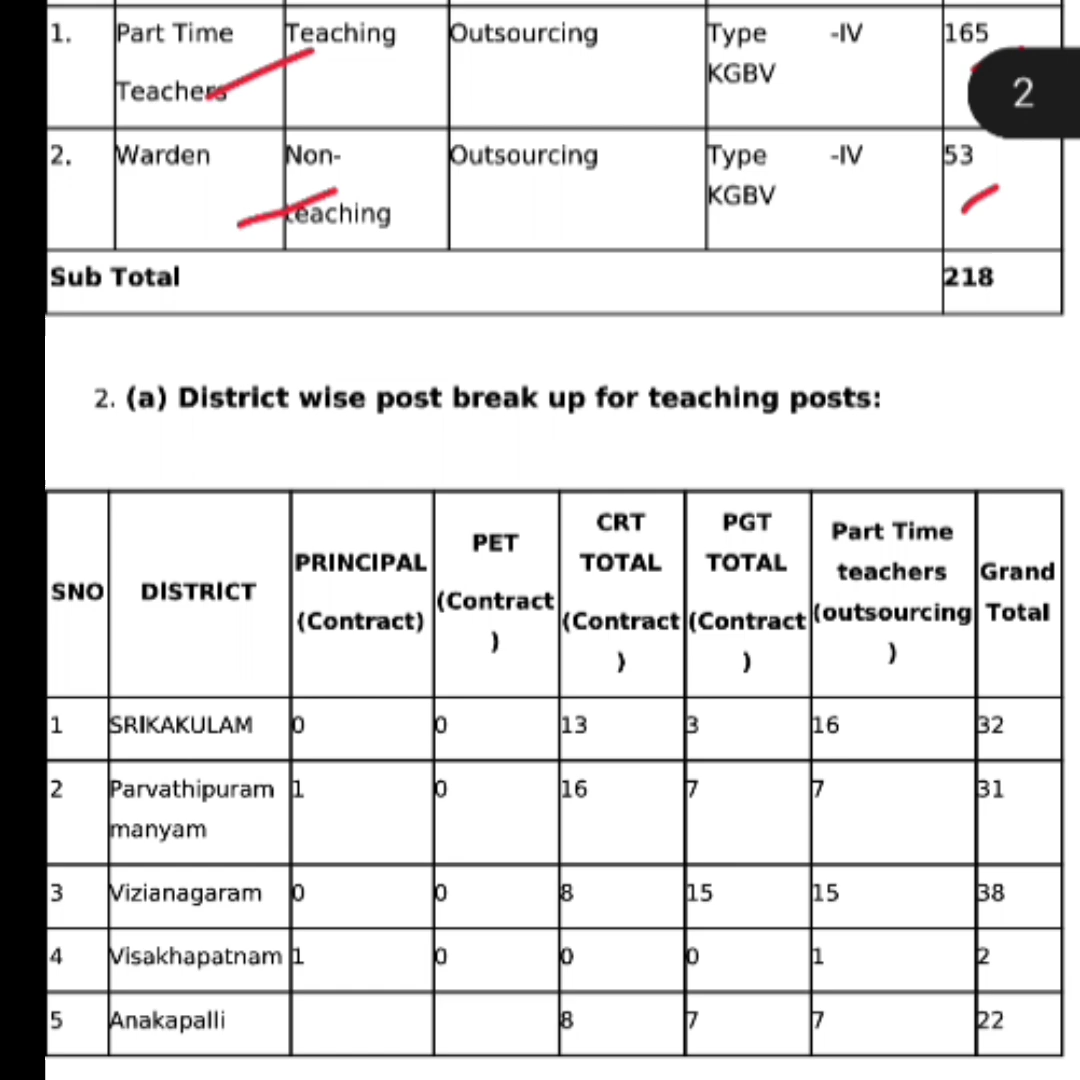 1. Part Time Teaching Outsourcing Type -IV 165
Teachers KGBV
2
2. Warden Non- Outsourcing Type -IV 53
teaching KGBV
Sub Total 218
2. (a) District wise post break up for teaching posts:
SNO DISTRICT PRINCIPAL (Contract) PET (Contract) CRT TOTAL (Contract) PGT TOTAL (Contract) Part Time teachers (outsourcing) Grand Total
1 SRIKAKULAM 0 0 13 3 16 32
2 Parvathipuram 1 0 16 7 7 31
manyam
3 Vizianagaram 0 0 8 15 15 38
4 Visakhapatnam 1 0 0 0 1 2
5 Anakapalli 8 7 7 22